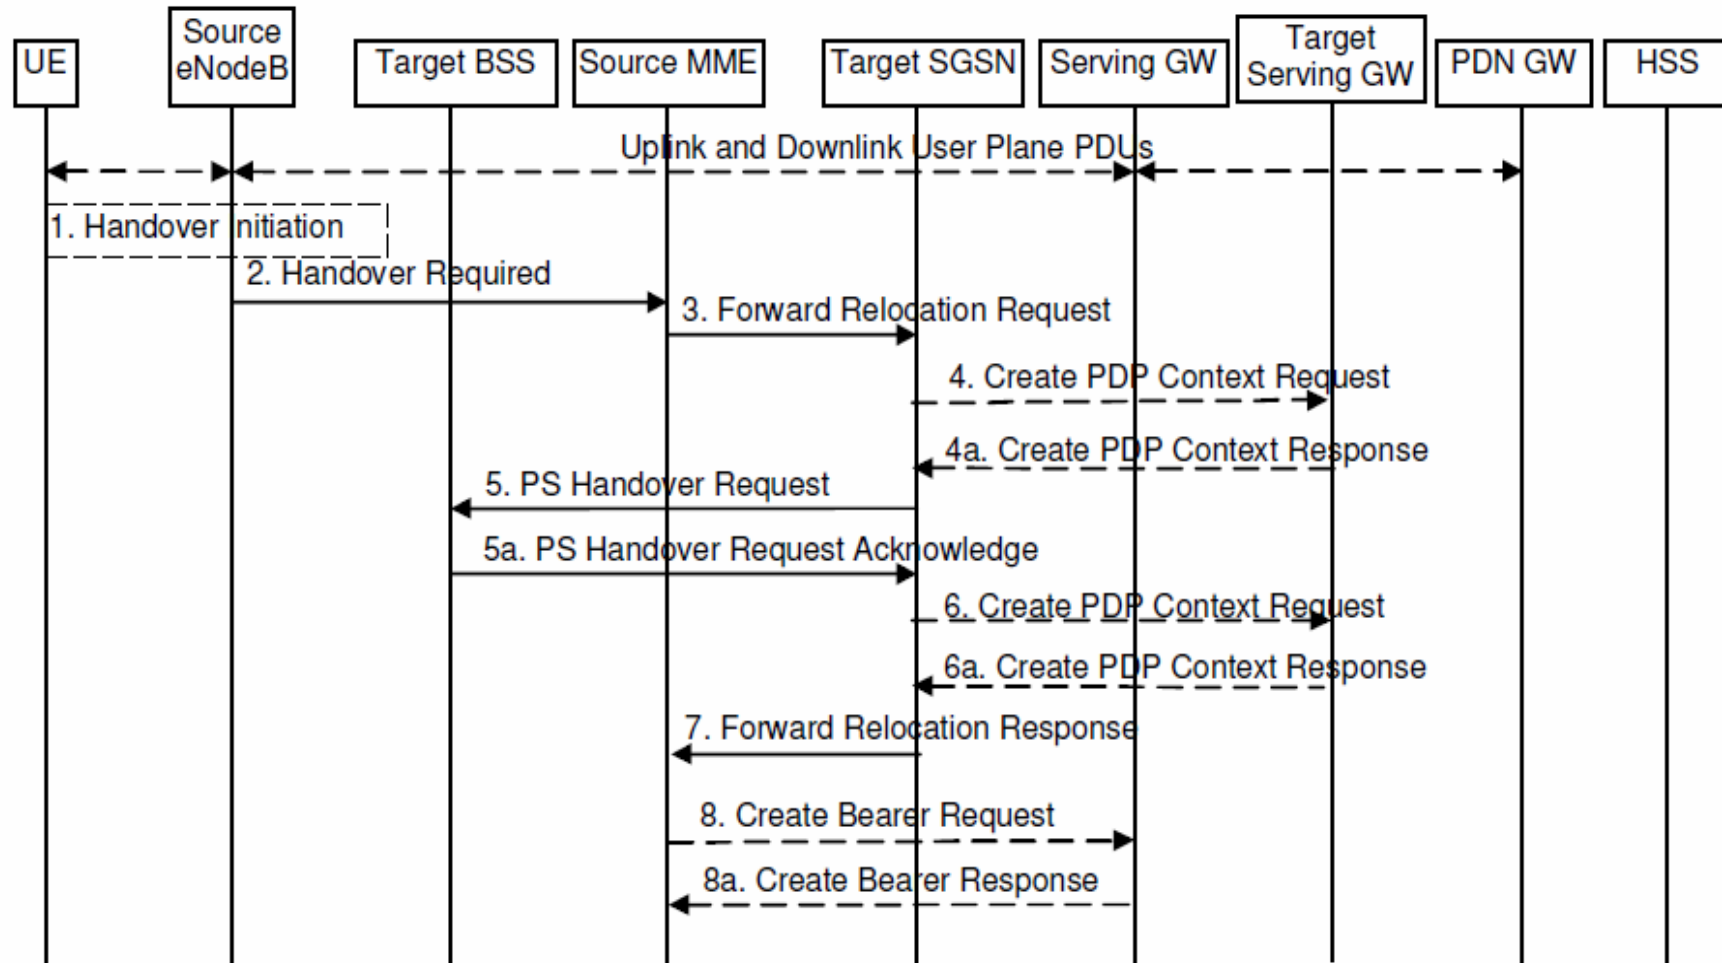 UE
Source
eNodeB
Target BSS
Source MME
Target SGSN
Serving GW
Target
Serving GW
PDN GW
HSS
Uplink and Downlink User Plane PDUs
1. Handover Initiation
2. Handover Required
3. Forward Relocation Request
4. Create PDP Context Request
4a. Create PDP Context Response
5. PS Handover Request
5a. PS Handover Request Acknowledge
6. Create PDP Context Request
6a. Create PDP Context Response
7. Forward Relocation Response
8. Create Bearer Request
8a. Create Bearer Response